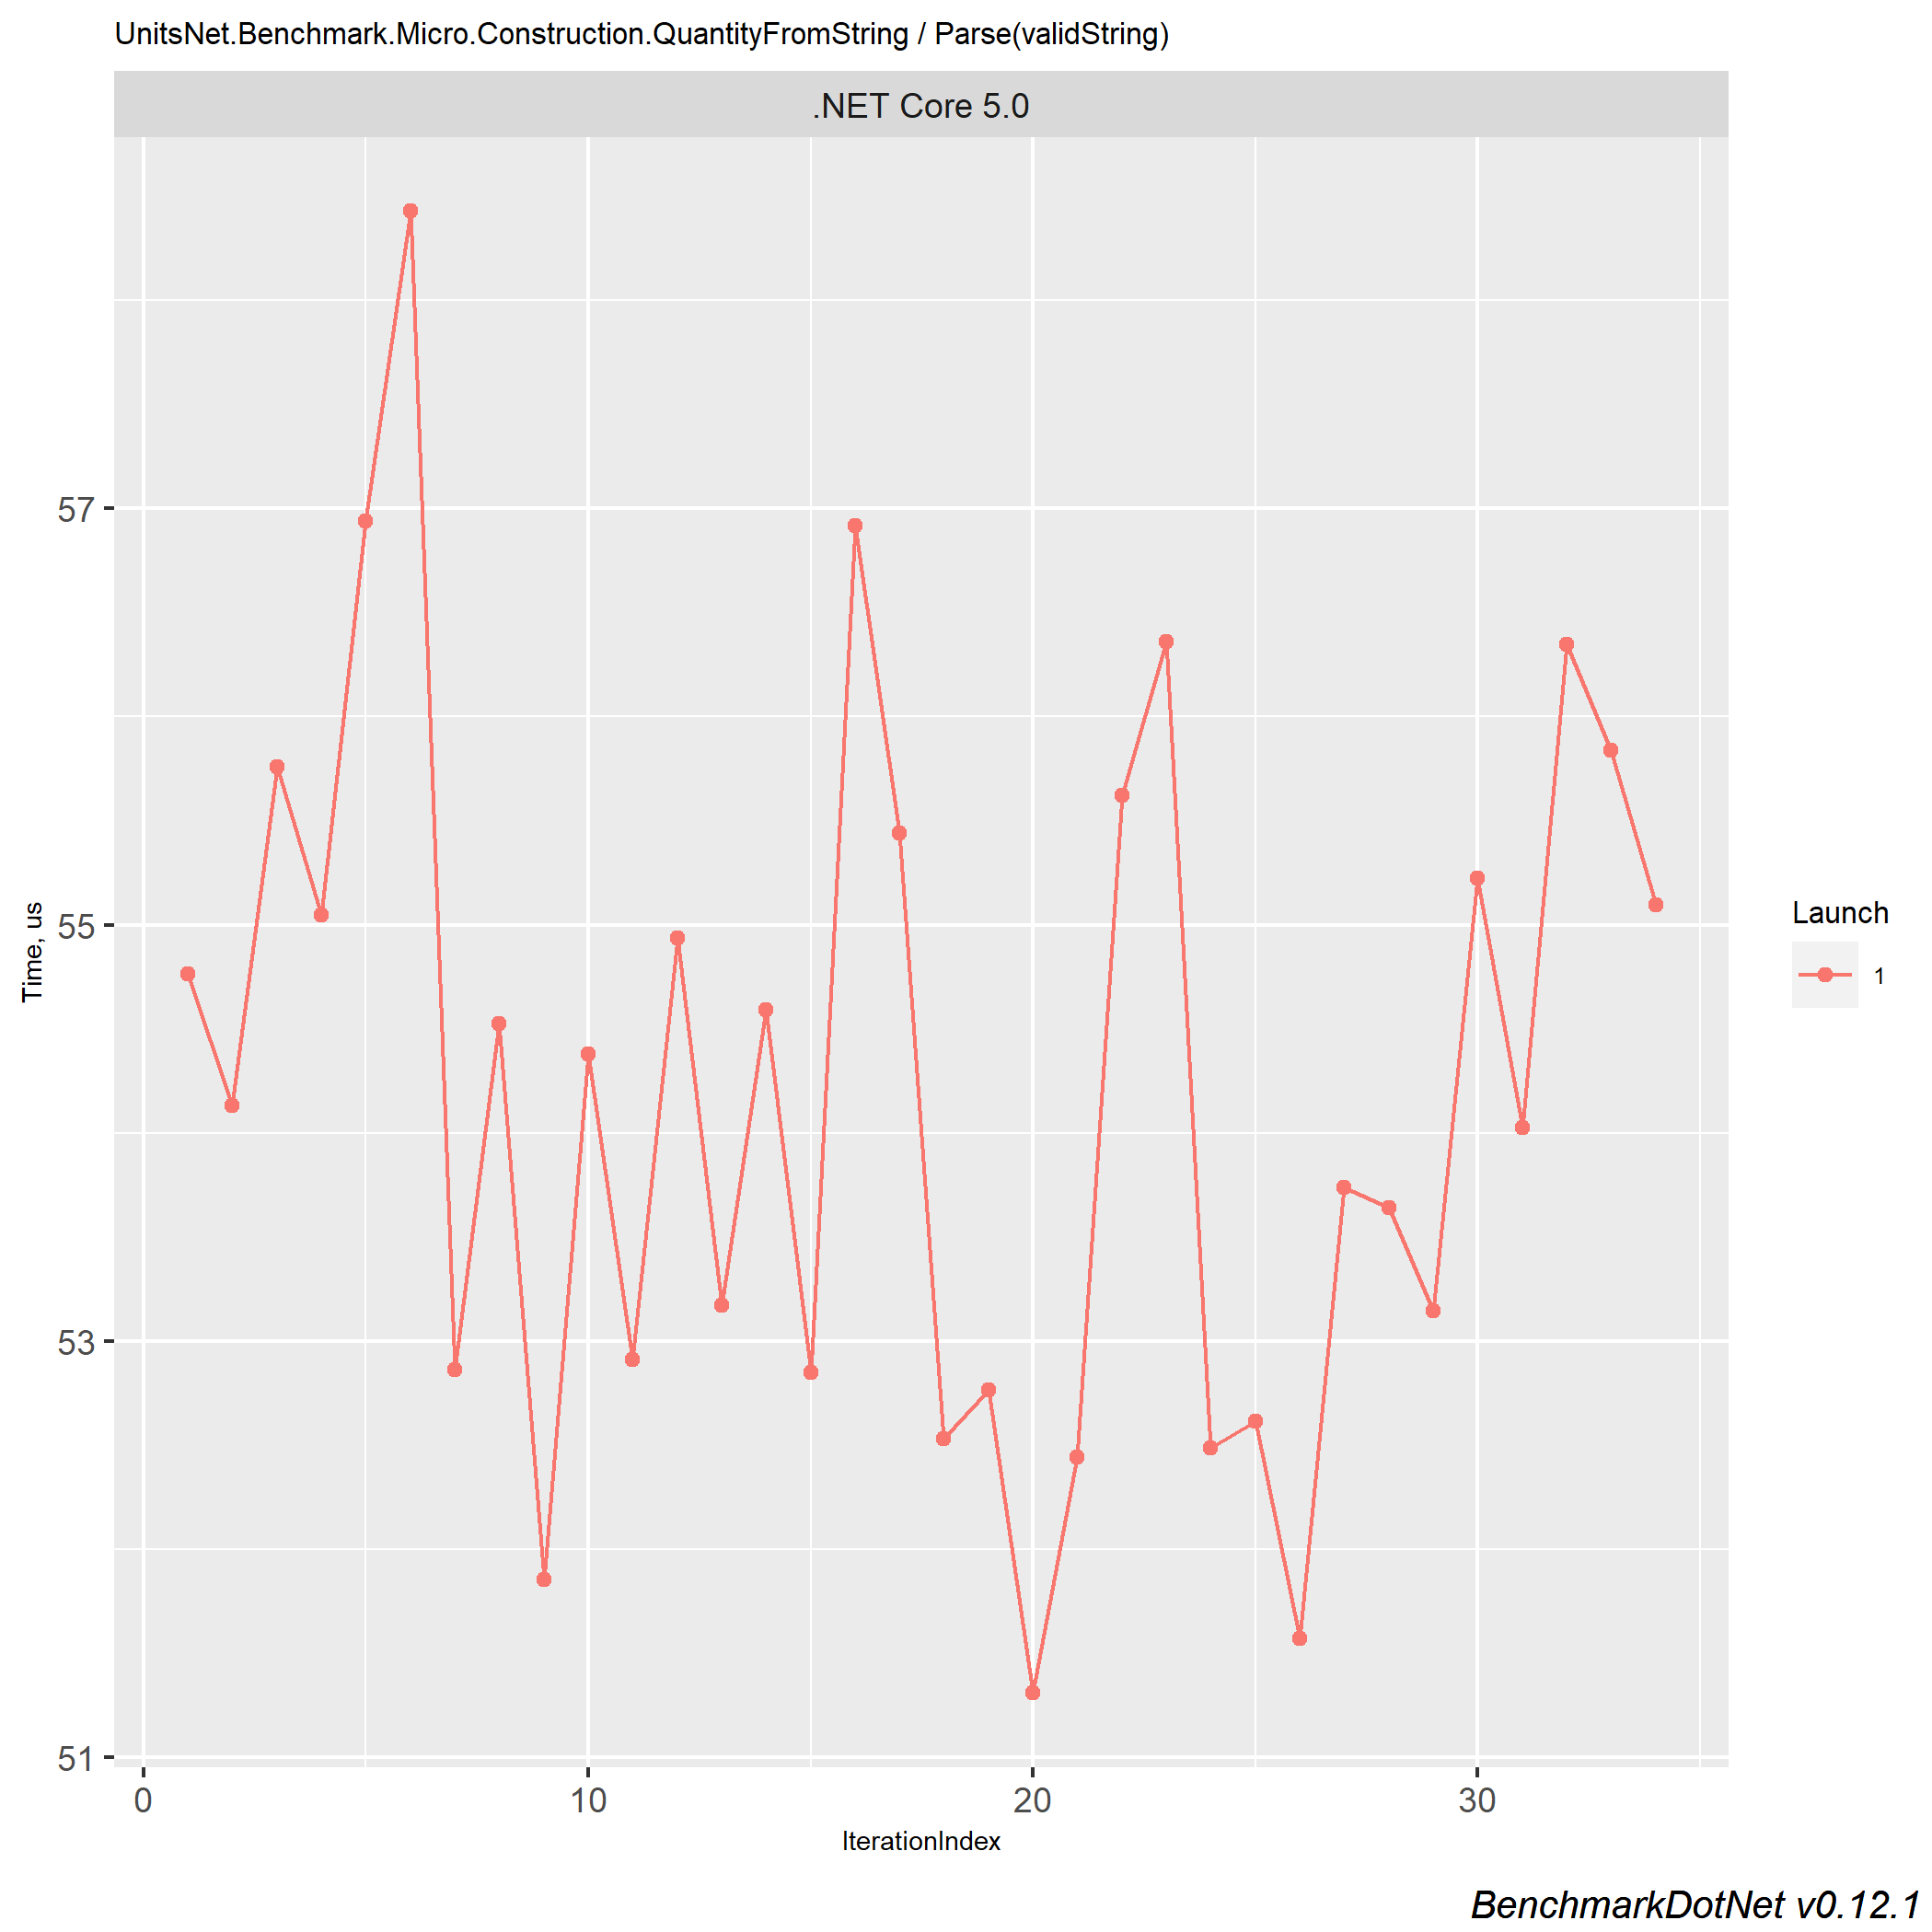 UnitsNet.Benchmark.Micro.Construction.QuantityFromString / Parse(validString)
.NET Core 5.0
57
55
53
51
Time, us
0 10 20 30
IterationIndex
Launch
1
BenchmarkDotNet v0.12.1